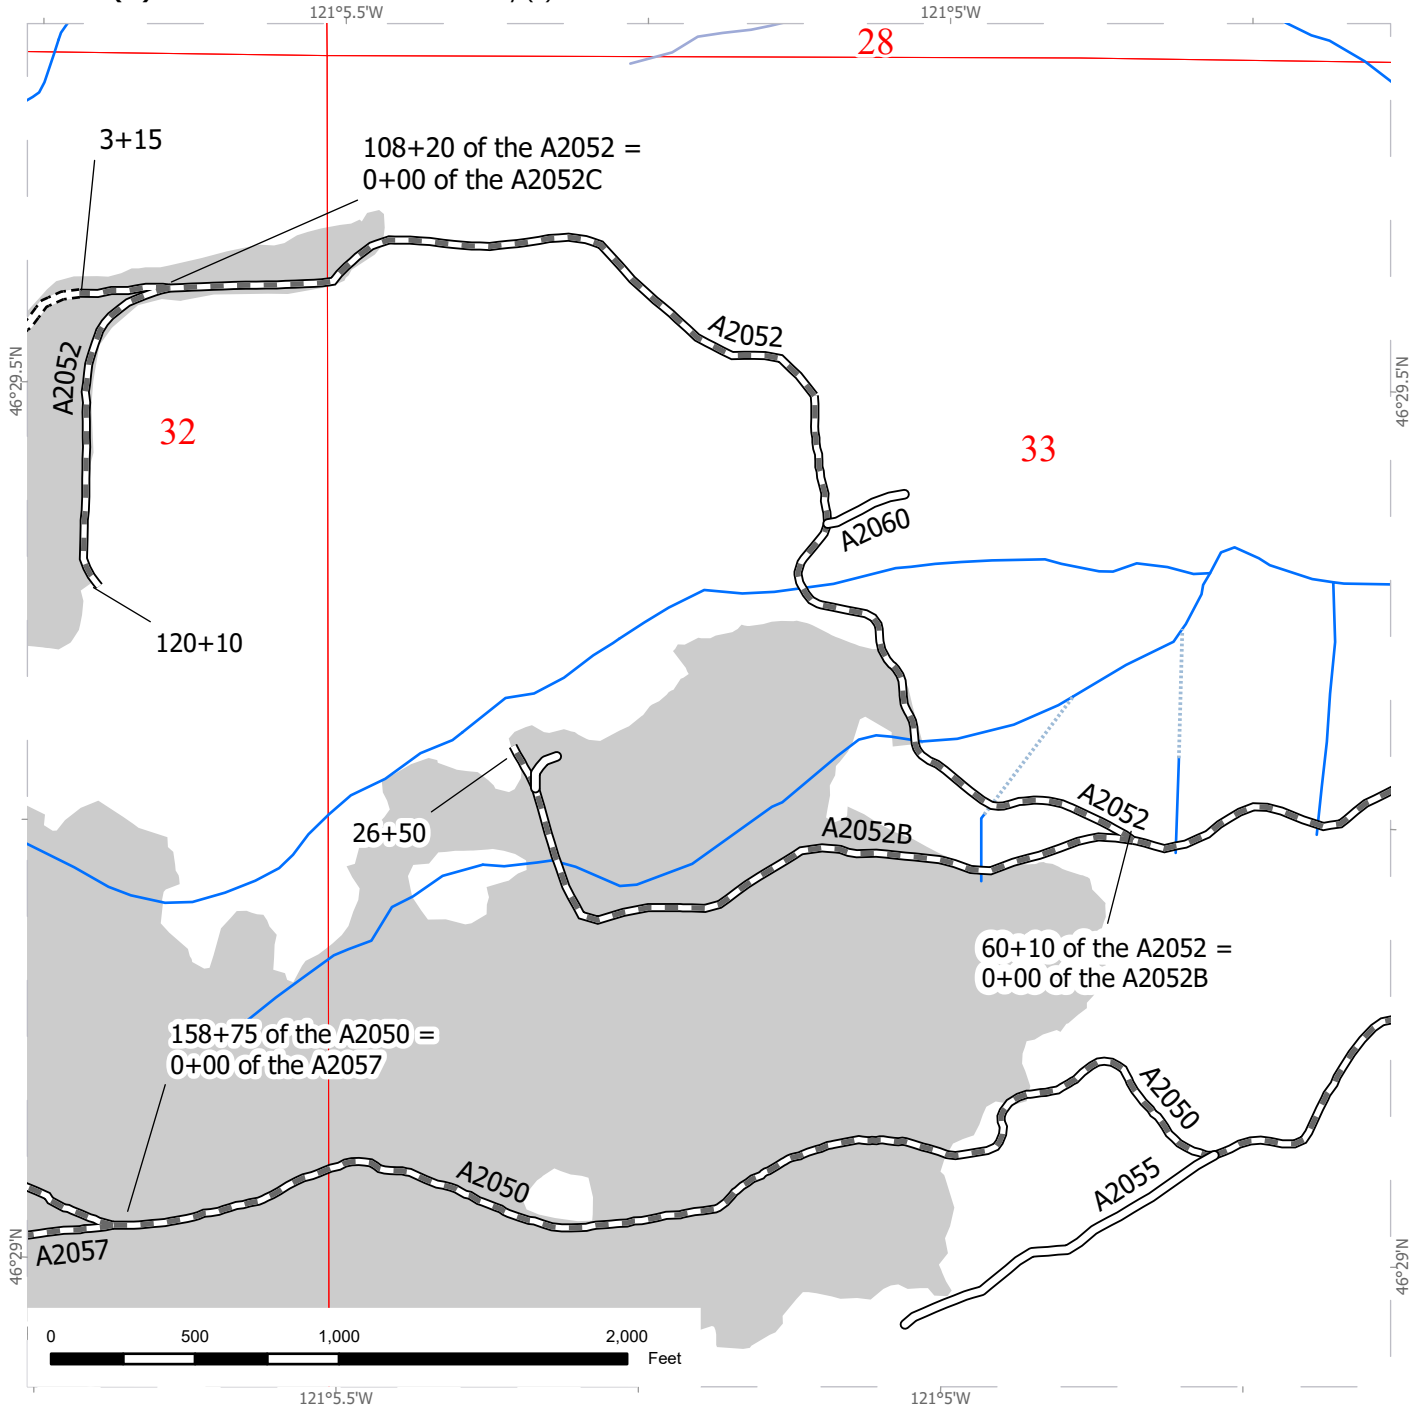 121°5.5'W
121°5'W
28
3+15
108+20 of the A2052 =
0+00 of the A2052C
A2052
A2052
46°29.5'N
46°29.5'N
32
33
A2060
120+10
A2052
26+50
A2052B
60+10 of the A2052 =
0+00 of the A2052B
158+75 of the A2050 =
0+00 of the A2057
A2050
A2050
A2055
A2057
46°29'N
46°29'N
0 500 1,000 2,000
Feet
121°5.5'W
121°5'W